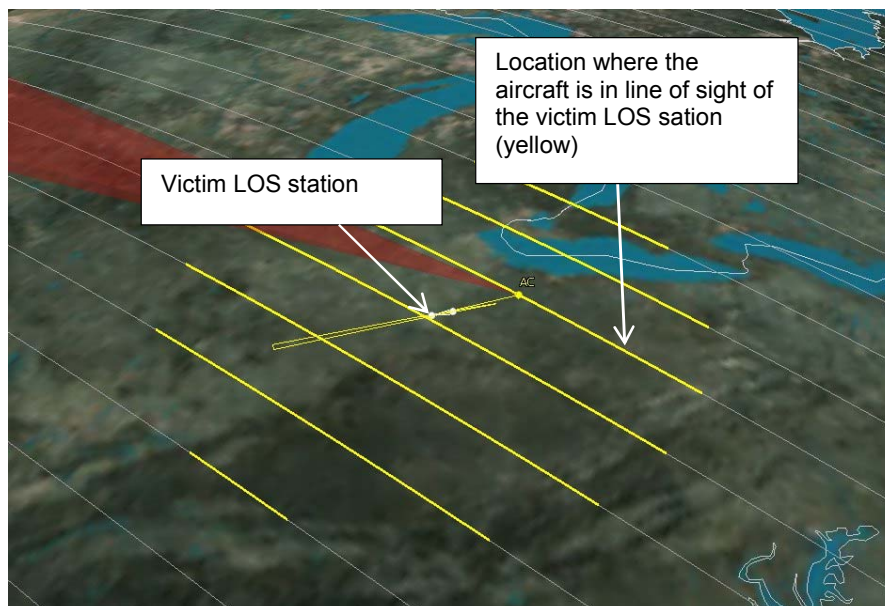 Location where the
aircraft is in line of sight of
the victim LOS sation
(yellow)
Victim LOS station
AC